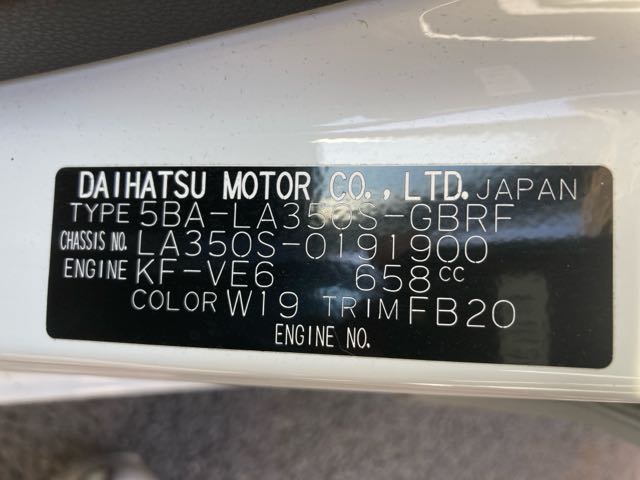 DAIHATSU MOTOR CO., LTD. JAPAN
TYPE 5BA-LA350S-GBRF
CHASSIS NO. LA350S-0191900
ENGINE KF-VE6 658cc
COLOR W19 TRIM FB20
ENGINE NO.